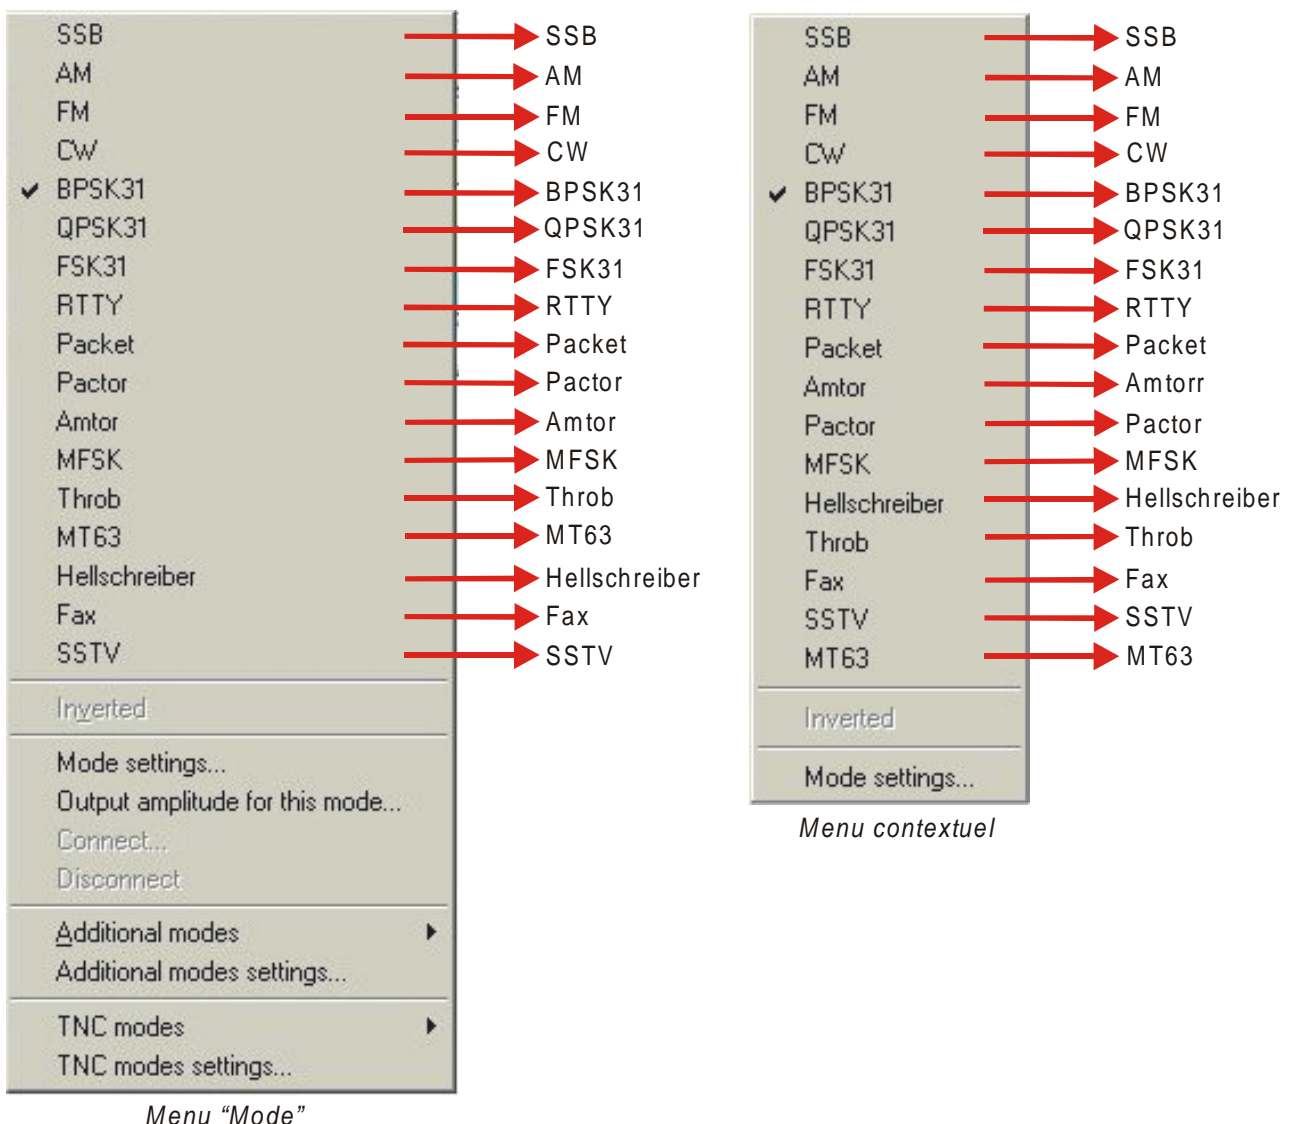 SSB SSB
AM AM
FM FM
CW CW
BPSK31 BPSK31
QPSK31 QPSK31
FSK31 FSK31
RTTY RTTY
Packet Packet
Pactor Pactor
Amtor Amtor
MFSK MFSK
Throb Throb
MT63 MT63
Hellschreiber Hellschreiber
Fax Fax
SSTV SSTV
Inverted
Mode settings...
Output amplitude for this mode...
Connect...
Disconnect
Additional modes
Additional modes settings...
TNC modes
TNC modes settings...
Menu “Mode”
SSB SSB
AM AM
FM FM
CW CW
BPSK31 BPSK31
QPSK31 QPSK31
FSK31 FSK31
RTTY RTTY
Packet Packet
Amtor Amtorr
Pactor Pactor
MFSK MFSK
Hellschreiber Hellschreiber
Throb Throb
Fax Fax
SSTV SSTV
MT63 MT63
Inverted
Mode settings...
Menu contextuel